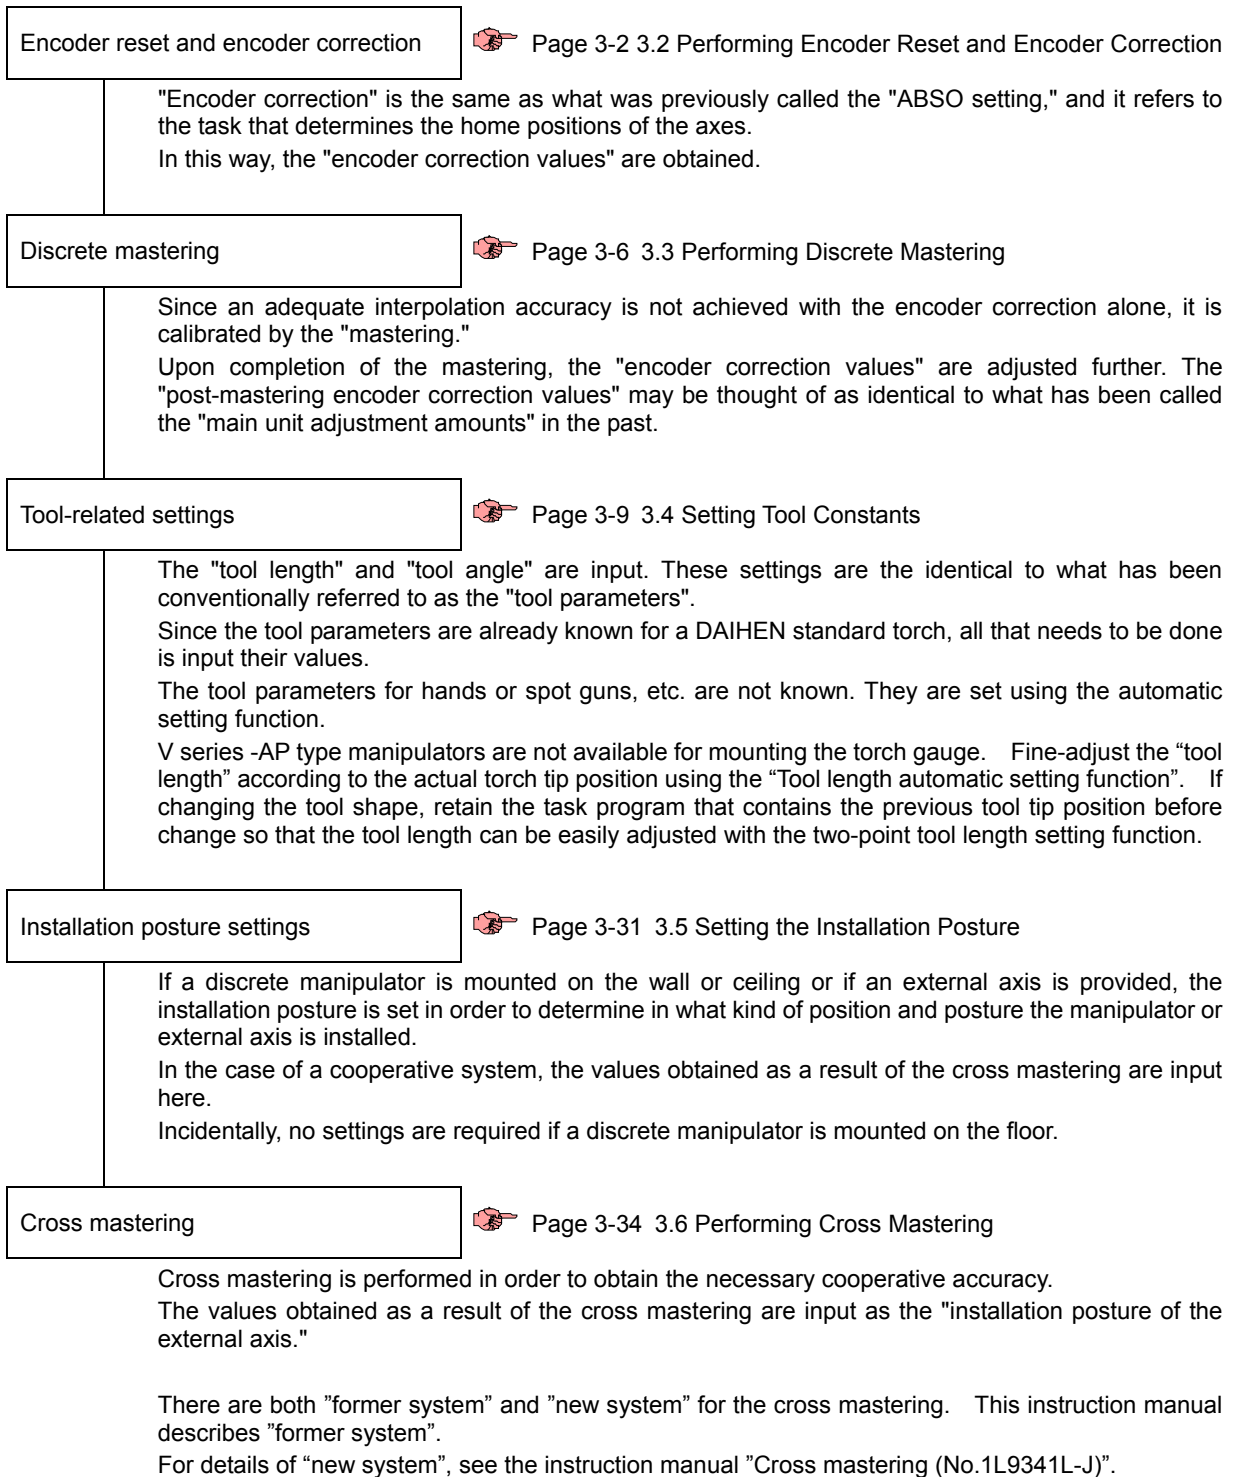 Encoder reset and encoder correction
Page 3-2 3.2 Performing Encoder Reset and Encoder Correction
"Encoder correction" is the same as what was previously called the "ABSO setting," and it refers to
the task that determines the home positions of the axes.
In this way, the "encoder correction values" are obtained.
Discrete mastering
Page 3-6 3.3 Performing Discrete Mastering
Since an adequate interpolation accuracy is not achieved with the encoder correction alone, it is
calibrated by the "mastering."
Upon completion of the mastering, the "encoder correction values" are adjusted further. The
"post-mastering encoder correction values" may be thought of as identical to what has been called
the "main unit adjustment amounts" in the past.
Tool-related settings
Page 3-9 3.4 Setting Tool Constants
The "tool length" and "tool angle" are input. These settings are the identical to what has been
conventionally referred to as the "tool parameters".
Since the tool parameters are already known for a DAIHEN standard torch, all that needs to be done
is input their values.
The tool parameters for hands or spot guns, etc. are not known. They are set using the automatic
setting function.
V series -AP type manipulators are not available for mounting the torch gauge. Fine-adjust the “tool
length” according to the actual torch tip position using the “Tool length automatic setting function”. If
changing the tool shape, retain the task program that contains the previous tool tip position before
change so that the tool length can be easily adjusted with the two-point tool length setting function.
Installation posture settings
Page 3-31 3.5 Setting the Installation Posture
If a discrete manipulator is mounted on the wall or ceiling or if an external axis is provided, the
installation posture is set in order to determine in what kind of position and posture the manipulator or
external axis is installed.
In the case of a cooperative system, the values obtained as a result of the cross mastering are input
here.
Incidentally, no settings are required if a discrete manipulator is mounted on the floor.
Cross mastering
Page 3-34 3.6 Performing Cross Mastering
Cross mastering is performed in order to obtain the necessary cooperative accuracy.
The values obtained as a result of the cross mastering are input as the "installation posture of the
external axis."
There are both ”former system” and ”new system” for the cross mastering. This instruction manual
describes ”former system”.
For details of “new system”, see the instruction manual ”Cross mastering (No.1L9341L-J)”.